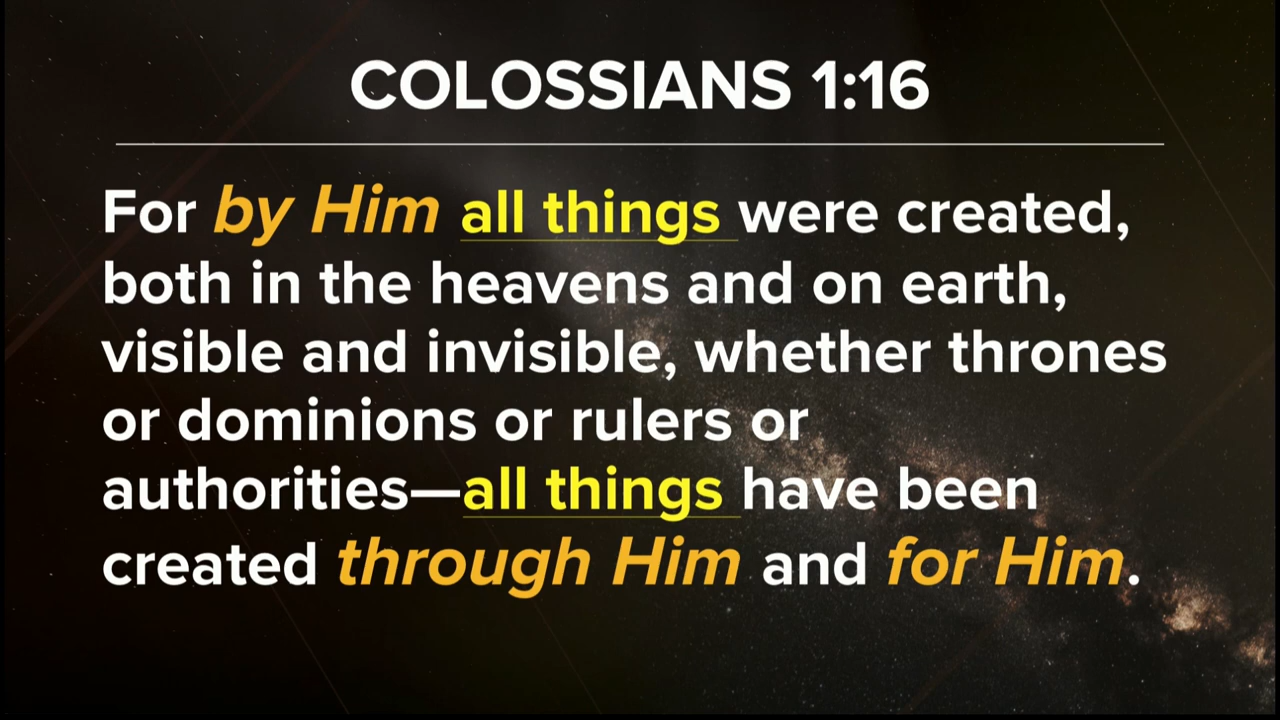 COLOSSIANS 1:16
For by Him all things were created,
both in the heavens and on earth,
visible and invisible, whether thrones
or dominions or rulers or
authorities—all things have been
created through Him and for Him.